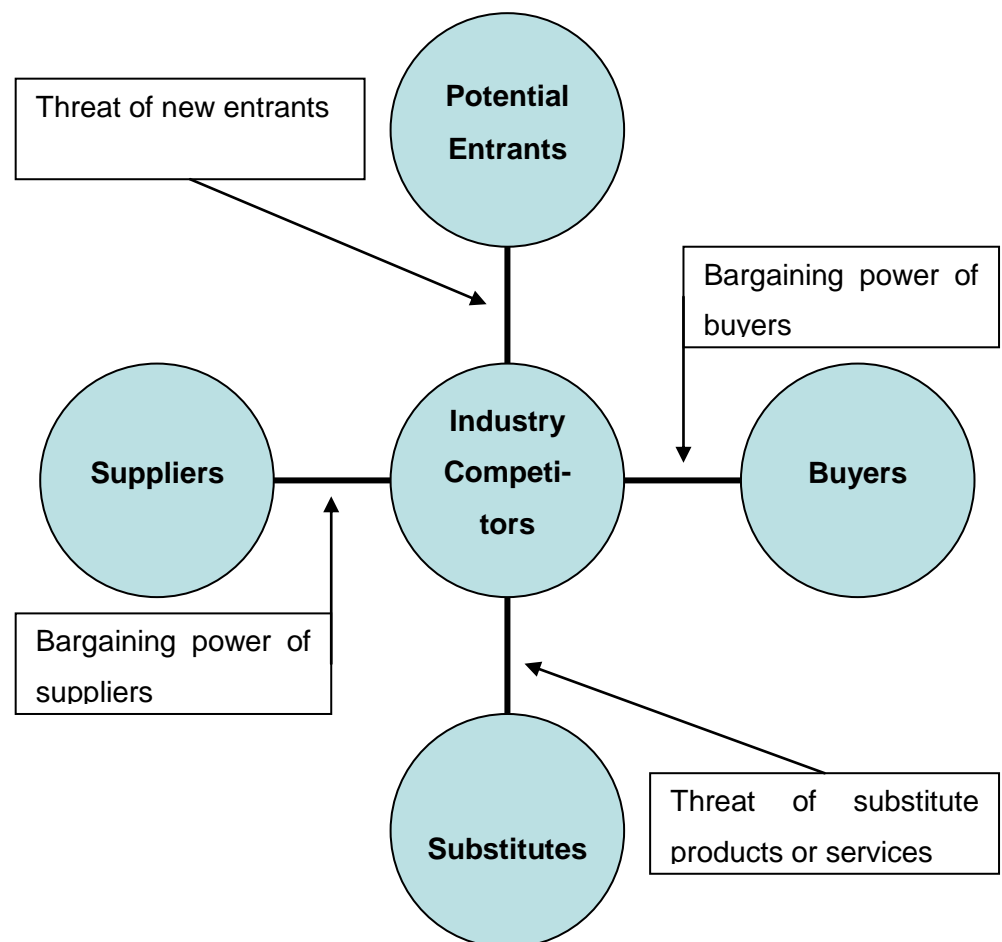 Potential
Entrants
Threat of new entrants
Bargaining power of
buyers
Industry
Competi-
tors
Suppliers
Buyers
Bargaining power of
suppliers
Threat of substitute
products or services
Substitutes